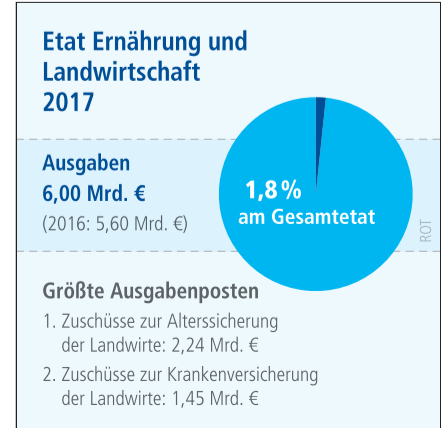 Etat Ernährung und
Landwirtschaft
2017
Ausgaben
6,00 Mrd. €
(2016: 5,60 Mrd. €)
1,8 %
am Gesamtetat
ROT
Größte Ausgabenposten
1. Zuschüsse zur Alterssicherung
der Landwirte: 2,24 Mrd. €
2. Zuschüsse zur Krankenversicherung
der Landwirte: 1,45 Mrd. €